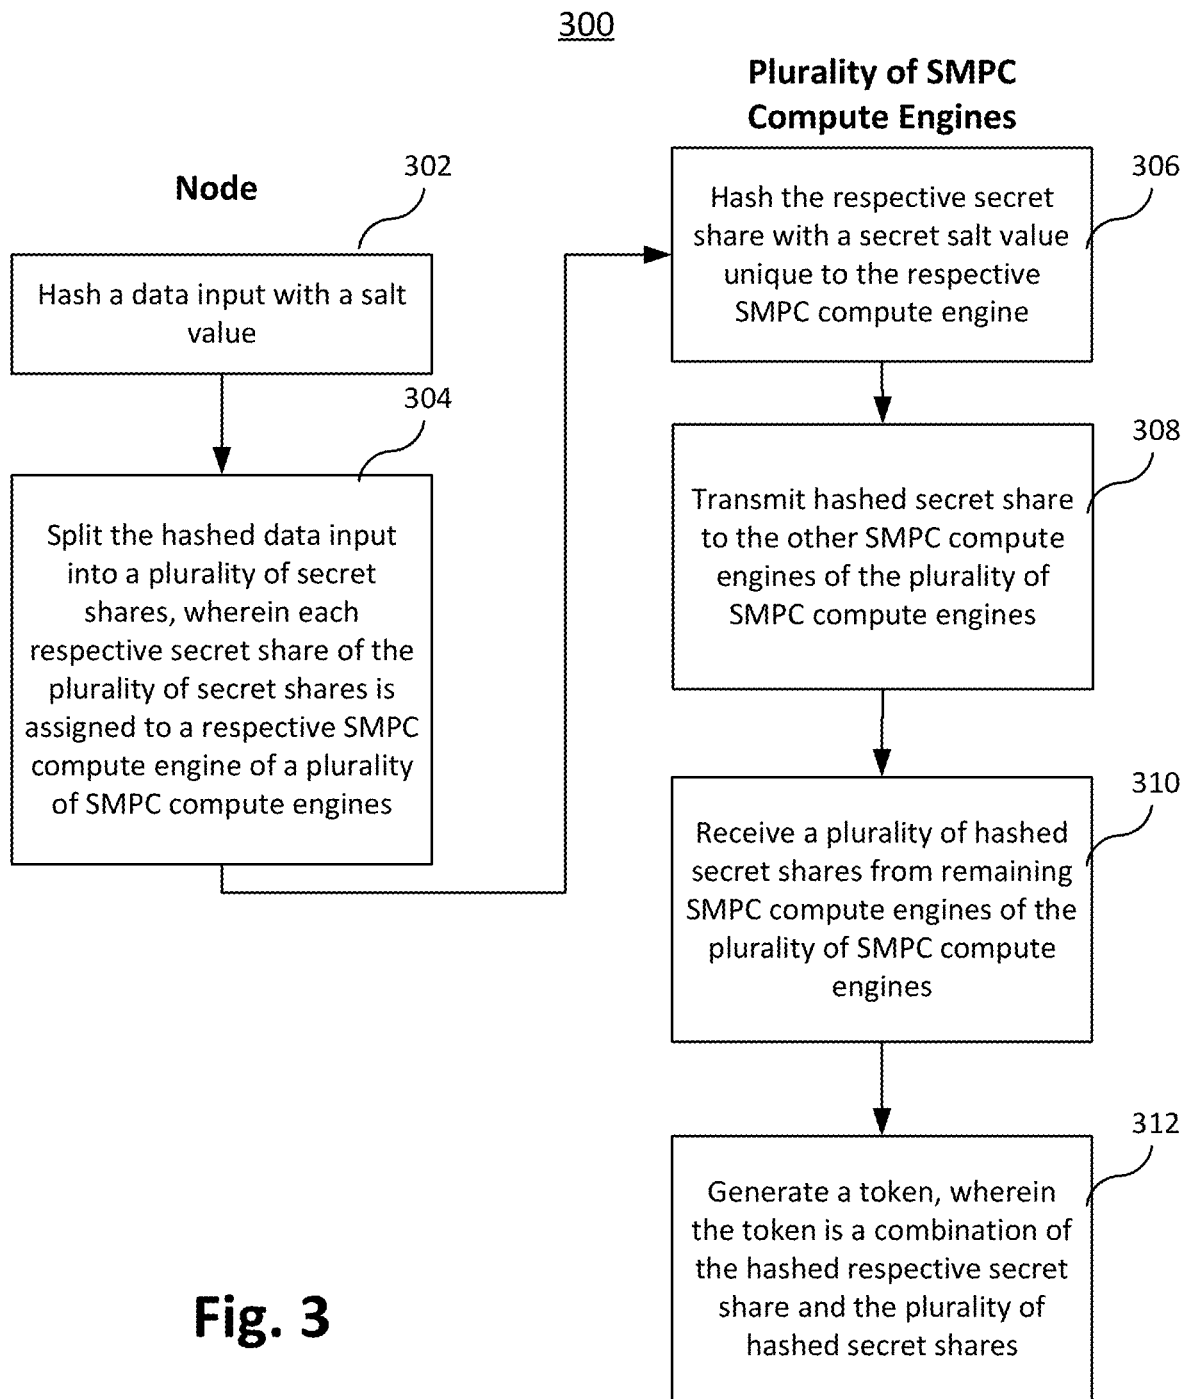 300
Node
302
Hash a data input with a salt
value
304
Split the hashed data input
into a plurality of secret
shares, wherein each
respective secret share of the
plurality of secret shares is
assigned to a respective SMPC
compute engine of a plurality
of SMPC compute engines
Plurality of SMPC
Compute Engines
306
Hash the respective secret
share with a secret salt value
unique to the respective
SMPC compute engine
308
Transmit hashed secret share
to the other SMPC compute
engines of the plurality of
SMPC compute engines
310
Receive a plurality of hashed
secret shares from remaining
SMPC compute engines of the
plurality of SMPC compute
engines
312
Generate a token, wherein
the token is a combination of
the hashed respective secret
share and the plurality of
hashed secret shares
Fig. 3